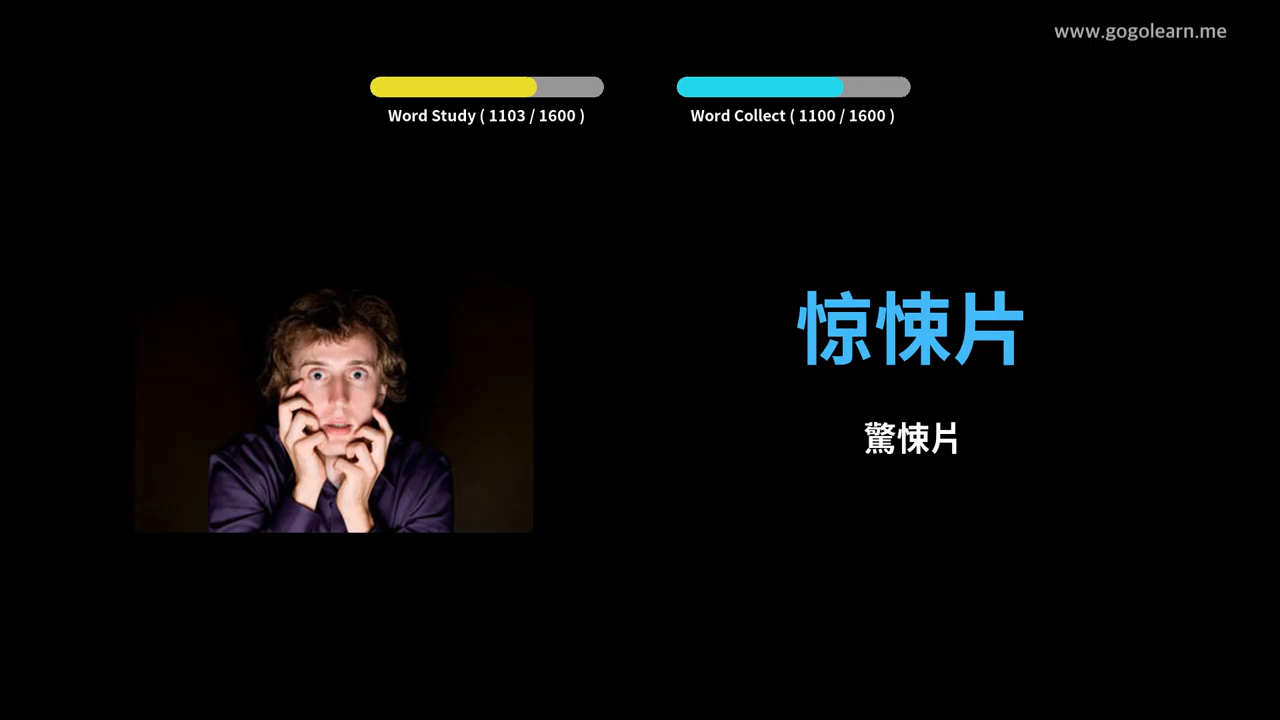 www.gogolearn.me
Word Study ( 1103 / 1600 )
Word Collect ( 1100 / 1600 )
惊悚片
驚悚片